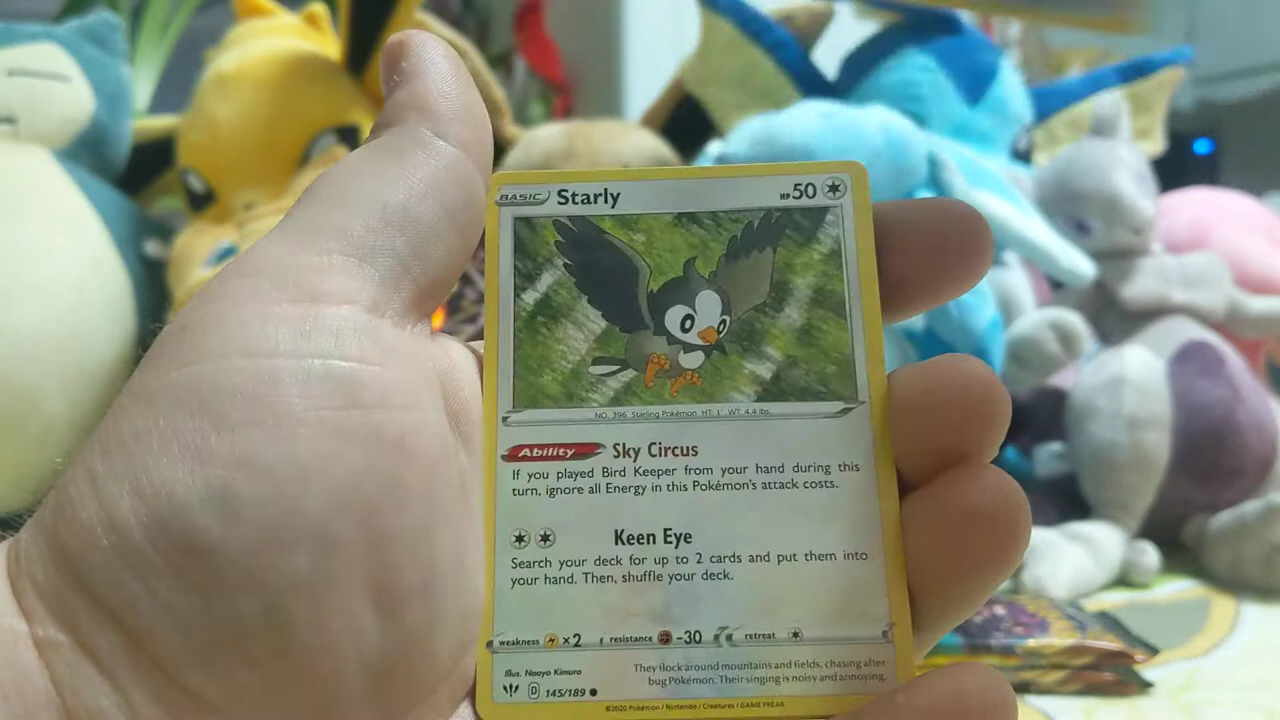 BASIC Starly HP 50
NO. 396 Starling Pokémon HT: 1' WT: 4.4 lbs.
Ability Sky Circus
If you played Bird Keeper from your hand during this
turn, ignore all Energy in this Pokémon's attack costs.
Keen Eye
Search your deck for up to 2 cards and put them into
your hand. Then, shuffle your deck.
weakness ×2 resistance -30 retreat
Illus. Naoyo Kimura
They flock around mountains and fields, chasing after
bug Pokémon. Their singing is noisy and annoying.
D 145/189
©2020 Pokémon / Nintendo / Creatures / GAME FREAK